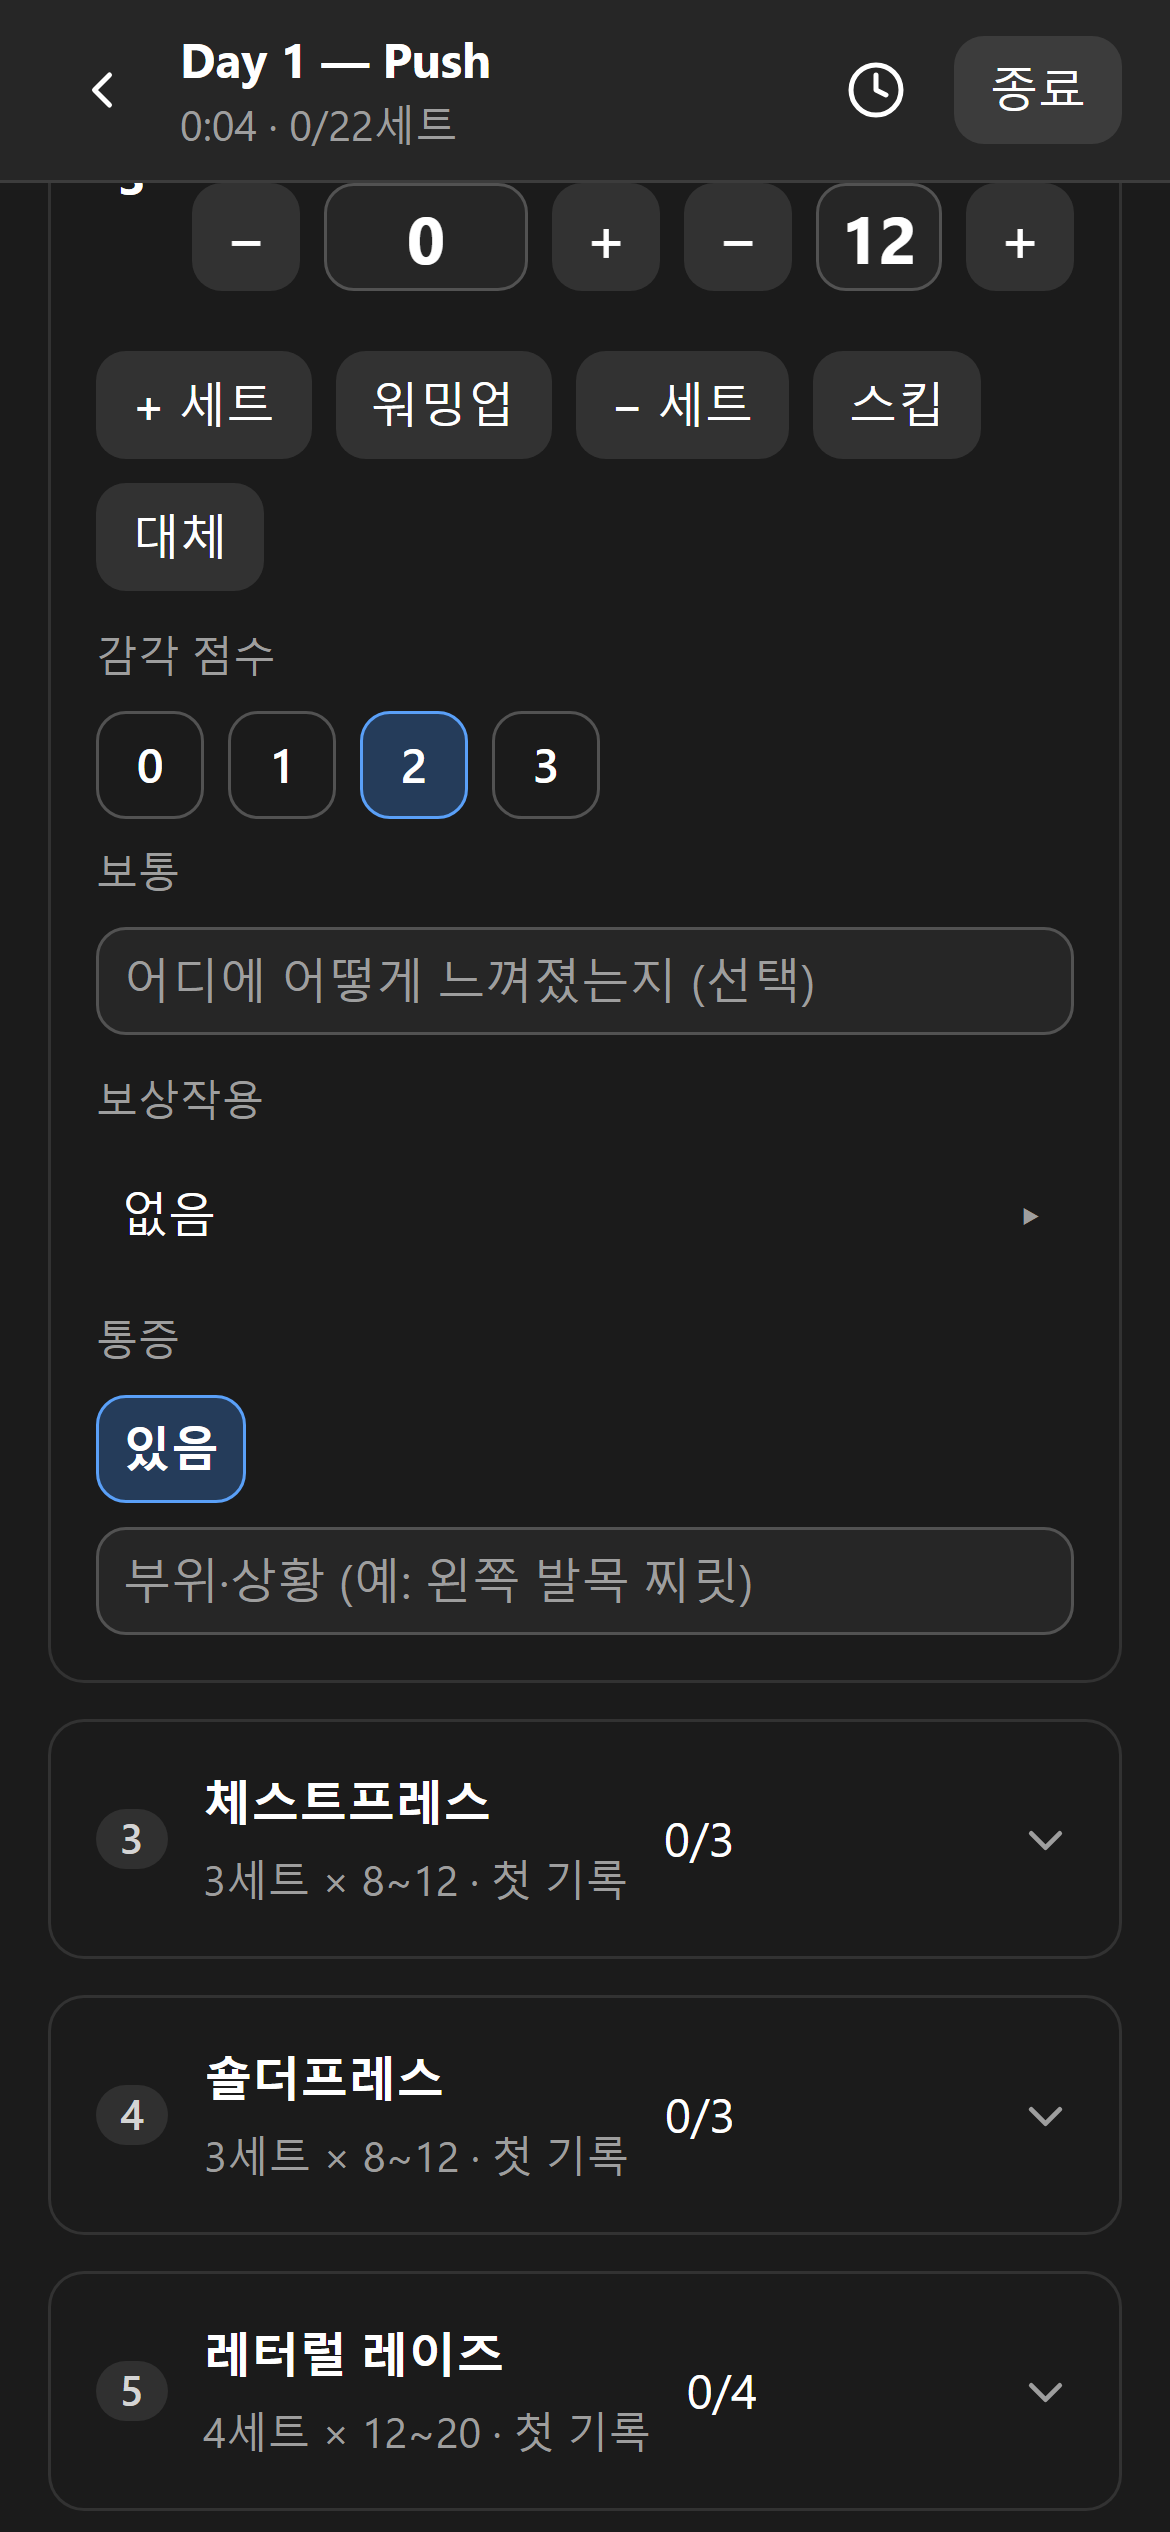 Day 1 — Push
0:04 · 0/22세트
종료
− 0 + − 12 +
+ 세트 워밍업 − 세트 스킵
대체
감각 점수
0 1 2 3
보통
어디에 어떻게 느껴졌는지 (선택)
보상작용
없음
통증
있음
부위·상황 (예: 왼쪽 발목 찌릿)
체스트프레스
3 0/3
3세트 × 8~12 · 첫 기록
숄더프레스
4 0/3
3세트 × 8~12 · 첫 기록
레터럴 레이즈
5 0/4
4세트 × 12~20 · 첫 기록